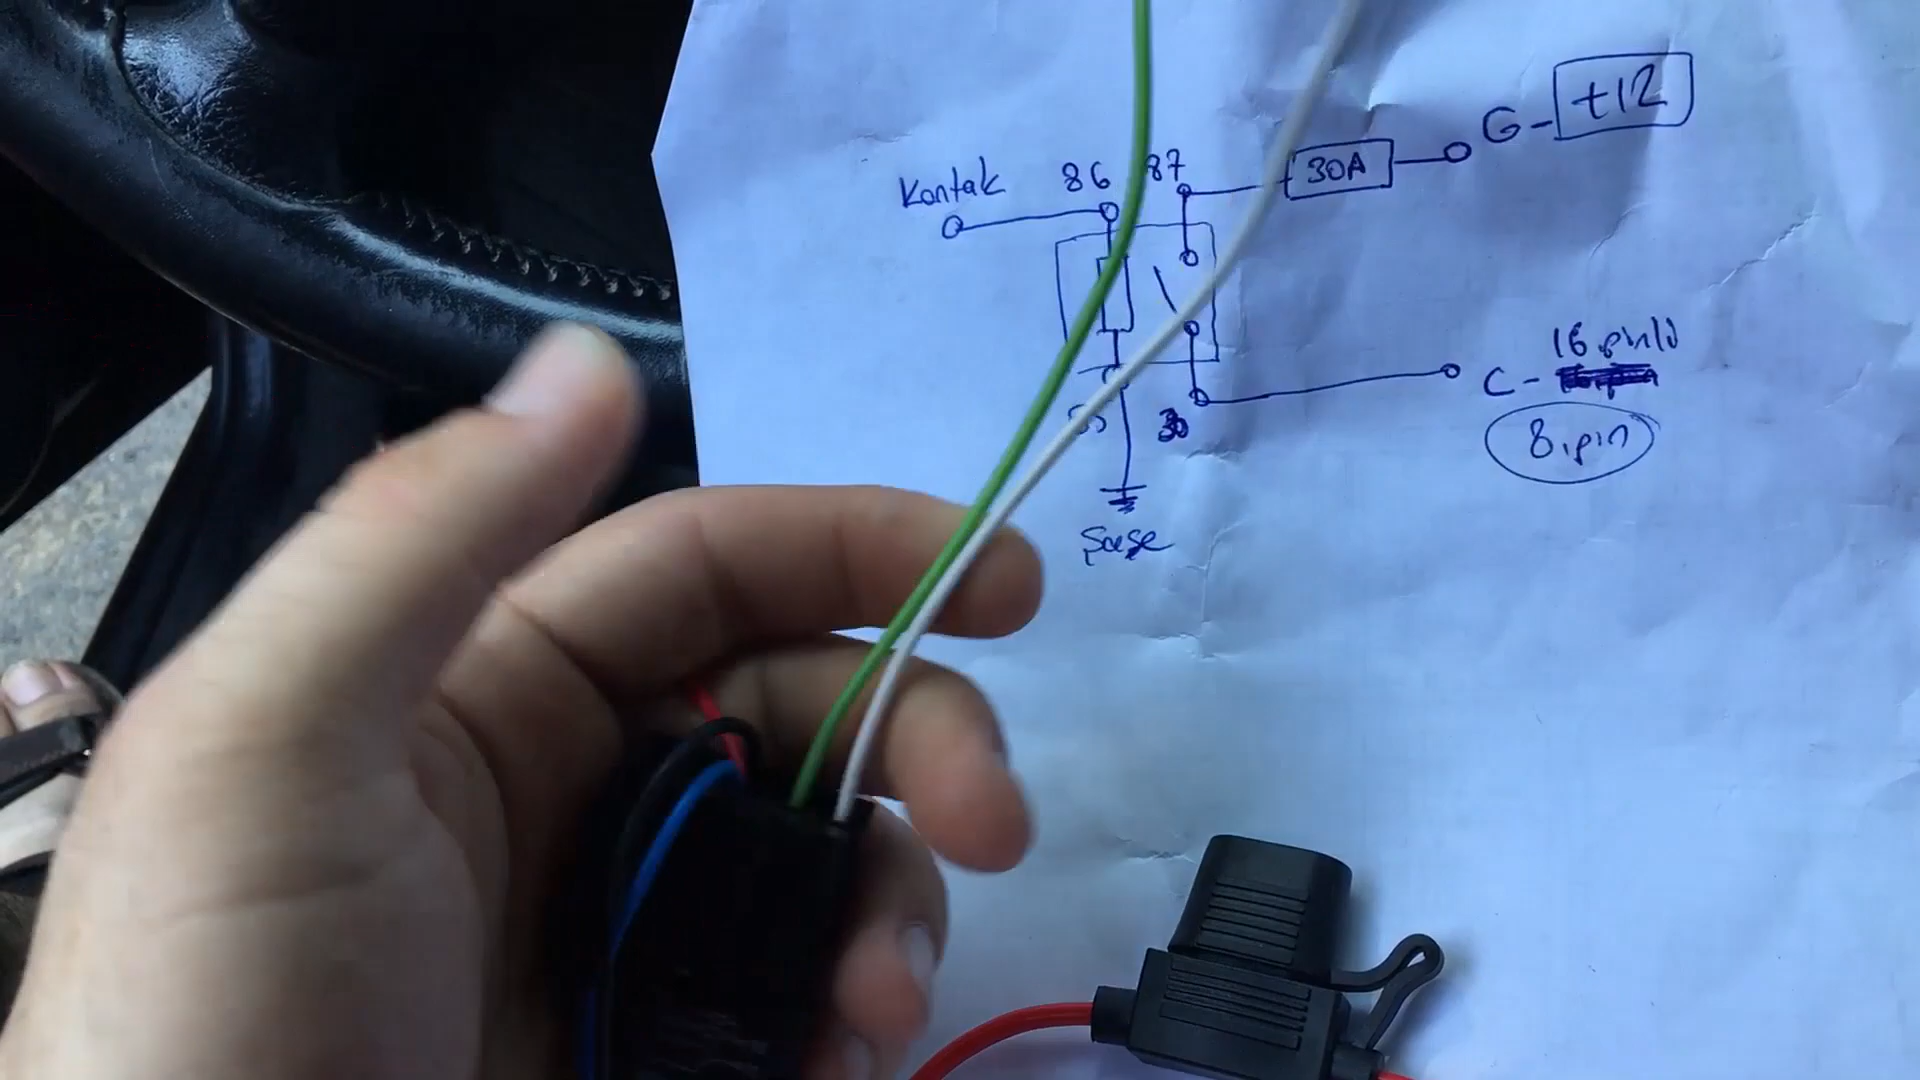 G- +12
Kontak 86 87 30A
C- 16 pinli
8.pin
30
Şase